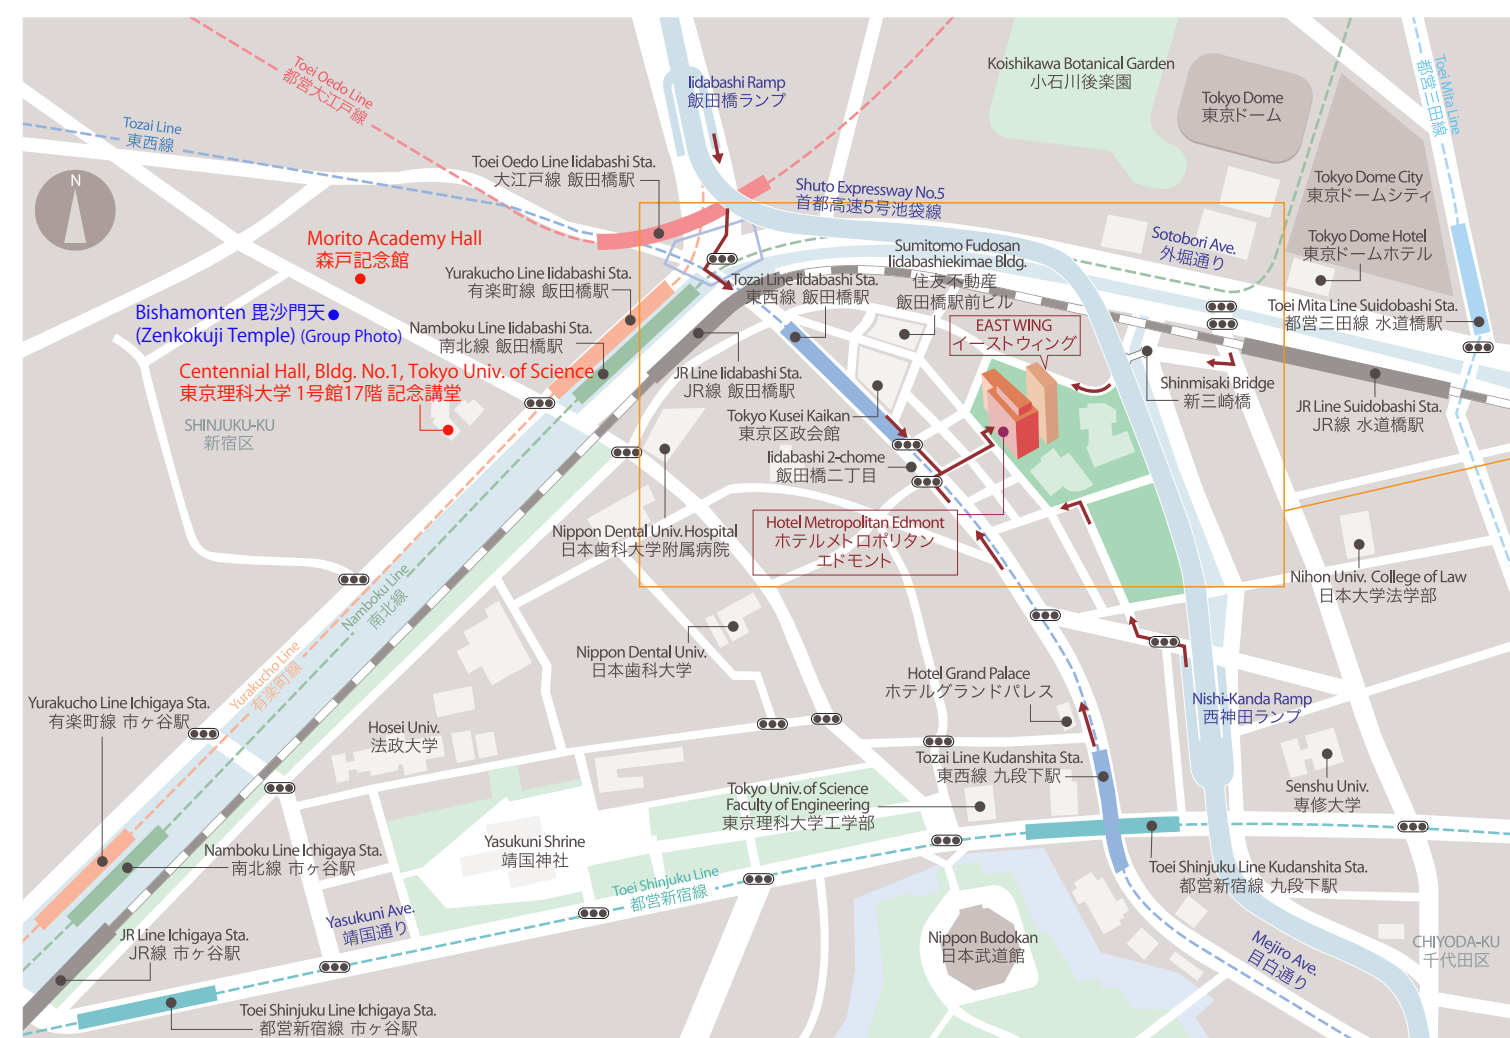 Toei Oedo Line
都営大江戸線
Tozai Line
東西線
N
Iidabashi Ramp
飯田橋ランプ
Koishikawa Botanical Garden
小石川後楽園
Tokyo Dome
東京ドーム
Toei Mita Line
都営三田線
Toei Oedo Line Iidabashi Sta.
大江戸線 飯田橋駅
Shuto Expressway No.5
首都高速5号池袋線
Tokyo Dome City
東京ドームシティ
Morito Academy Hall
森戸記念館
Yurakucho Line Iidabashi Sta.
有楽町線 飯田橋駅
Tozai Line Iidabashi Sta.
東西線 飯田橋駅
Sumitomo Fudosan
Iidabashiekimae Bldg.
住友不動産
飯田橋駅前ビル
Sotobori Ave.
外堀通り
Tokyo Dome Hotel
東京ドームホテル
Toei Mita Line Suidobashi Sta.
都営三田線 水道橋駅
Bishamonten 毘沙門天
(Zenkokuji Temple) (Group Photo)
Namboku Line Iidabashi Sta.
南北線 飯田橋駅
EAST WING
イーストウィング
Centennial Hall, Bldg. No.1, Tokyo Univ. of Science
東京理科大学 1号館17階 記念講堂
JR Line Iidabashi Sta.
JR線 飯田橋駅
Shinmisaki Bridge
新三崎橋
JR Line Suidobashi Sta.
JR線 水道橋駅
SHINJUKU-KU
新宿区
Tokyo Kusei Kaikan
東京区政会館
Iidabashi 2-chome
飯田橋二丁目
Nippon Dental Univ. Hospital
日本歯科大学附属病院
Hotel Metropolitan Edmont
ホテルメトロポリタン
エドモント
Nihon Univ. College of Law
日本大学法学部
Namboku Line
南北線
Yurakucho Line
有楽町線
Nippon Dental Univ.
日本歯科大学
Hotel Grand Palace
ホテルグランドパレス
Nishi-Kanda Ramp
西神田ランプ
Yurakucho Line Ichigaya Sta.
有楽町線 市ヶ谷駅
Hosei Univ.
法政大学
Tozai Line Kudanshita Sta.
東西線 九段下駅
Tokyo Univ. of Science
Faculty of Engineering
東京理科大学工学部
Senshu Univ.
専修大学
Namboku Line Ichigaya Sta.
南北線 市ヶ谷駅
Yasukuni Shrine
靖国神社
Toei Shinjuku Line
都営新宿線
Toei Shinjuku Line Kudanshita Sta.
都営新宿線 九段下駅
Yasukuni Ave.
靖国通り
JR Line Ichigaya Sta.
JR線 市ヶ谷駅
Nippon Budokan
日本武道館
Mejiro Ave.
目白通り
CHIYODA-KU
千代田区
Toei Shinjuku Line Ichigaya Sta.
都営新宿線 市ヶ谷駅